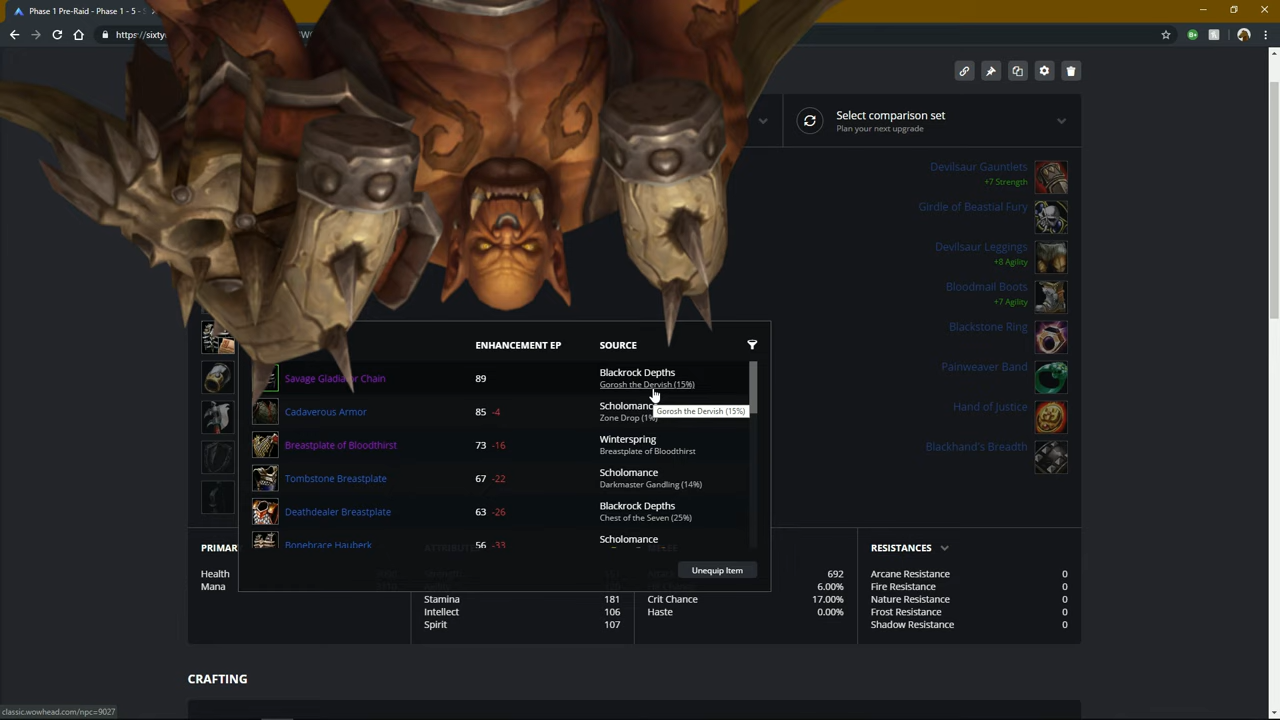 Phase 1 Pre-Raid - Phase 1 - 5 - S
https://sixty
Select comparison set
Plan your next upgrade
Devilsaur Gauntlets
+7 Strength
Girdle of Beastial Fury
Devilsaur Leggings
+8 Agility
Bloodmail Boots
+7 Agility
Blackstone Ring
Painweaver Band
Hand of Justice
Blackhand's Breadth
ENHANCEMENT EP
SOURCE
Savage Gladiator Chain
89
Blackrock Depths
Gorosh the Dervish (15%)
Cadaverous Armor
85 -4
Scholomance
Zone Drop (1%)
Gorosh the Dervish (15%)
Breastplate of Bloodthirst
73 -16
Winterspring
Breastplate of Bloodthirst
Tombstone Breastplate
67 -22
Scholomance
Darkmaster Gandling (14%)
Deathdealer Breastplate
63 -26
Blackrock Depths
Chest of the Seven (25%)
Bonebrace Hauberk
56 -33
Scholomance
Unequip Item
PRIMAR
Health
Mana
Stamina 181
Intellect 106
Spirit 107
692
6.00%
Crit Chance 17.00%
Haste 0.00%
RESISTANCES
Arcane Resistance 0
Fire Resistance 0
Nature Resistance 0
Frost Resistance 0
Shadow Resistance 0
CRAFTING
classic.wowhead.com/npc=9027